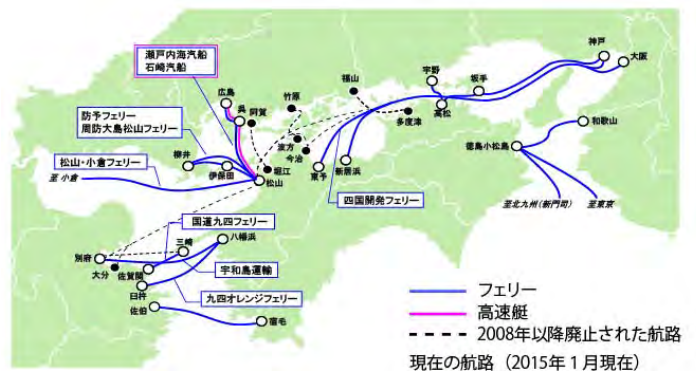 瀬戸内海汽船
石崎汽船
神戸
大阪
宇野
坂手
福山
竹原
広島
呉
阿賀
高松
多度津
和歌山
防予フェリー
周防大島松山フェリー
波方
今治
徳島小松島
柳井
伊保田
堀江
松山
東予
新居浜
松山・小倉フェリー
至 小倉
四国開発フェリー
至北九州(新門司)
至東京
国道九四フェリー
八幡浜
三崎
別府
大分
佐賀関
宇和島運輸
臼杵
九四オレンジフェリー
佐伯
宿毛
フェリー
高速艇
2008年以降廃止された航路
現在の航路(2015年1月現在)